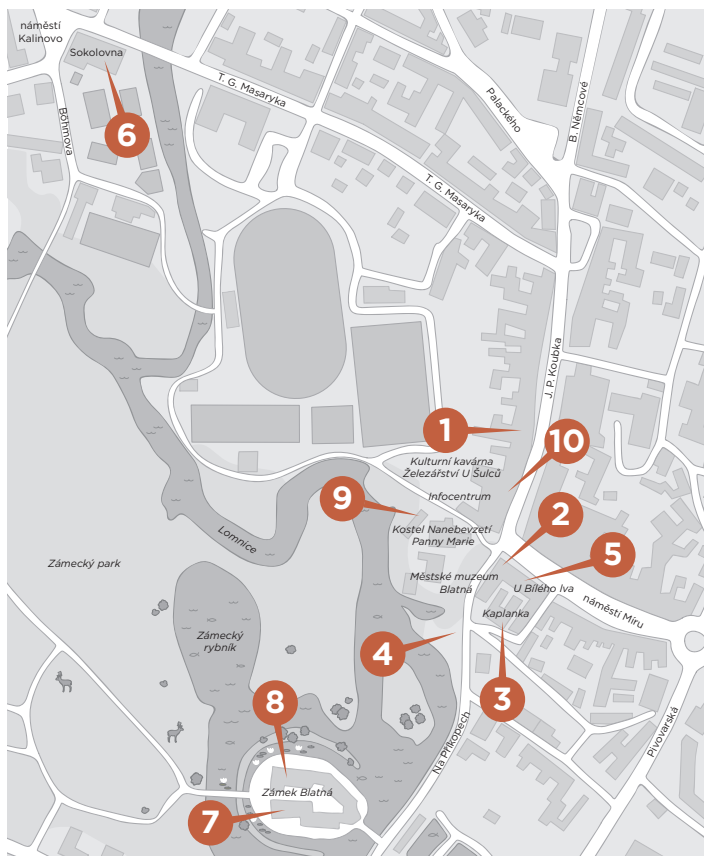 náměstí
Kalinovo
Sokolovna
T. G. Masaryka
Palackého
B. Němcové
Böhmova
6
T. G. Masaryka
J. P. Koubka
1
10
Kulturní kavárna
Železářství U Šulců
Infocentrum
9
Kostel Nanebevzetí
Panny Marie
2
Lomnice
5
Zámecký park
Městské muzeum
Blatná
U Bílého lva
náměstí Míru
Kaplanka
Zámecký
rybník
4
3
8
Na Příkopech
Pivovarská
Zámek Blatná
7